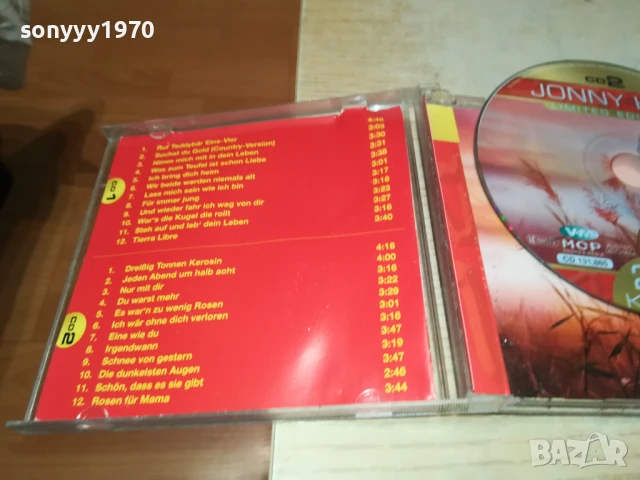 sonyyy1970
CD 1
1. Ruf Teddybär Eins-Vier 4:48
2. Suchst du Gold (Country-Version) 3:03
3. Nimm mich mit in dein Leben 3:30
4. Was zum Teufel ist schon Liebe 3:31
5. Ich bring dich heim 3:38
6. Wir beide werden niemals alt 3:01
7. Lass mich sein wie ich bin 3:17
8. Für immer jung 3:18
9. Und wieder fahr ich weg von dir 3:23
10. War's die Kugel die rollt 3:27
11. Steh auf und leb' dein Leben 3:16
12. Tierra Libre 3:40
CD 2
1. Dreißig Tonnen Kerosin 4:16
2. Jeden Abend um halb acht 4:00
3. Nur mit dir 3:16
4. Du warst mehr 3:22
5. Es war'n zu wenig Rosen 3:29
6. Ich wär ohne dich verloren 3:01
7. Eine wie du 3:16
8. Irgendwann 3:47
9. Schnee von gestern 3:19
10. Die dunkelsten Augen 3:47
11. Schön, dass es sie gibt 2:46
12. Rosen für Mama 3:44
CD 2
JONNY
LIMITED EDI
MCP
CD 131.865
BAZAR